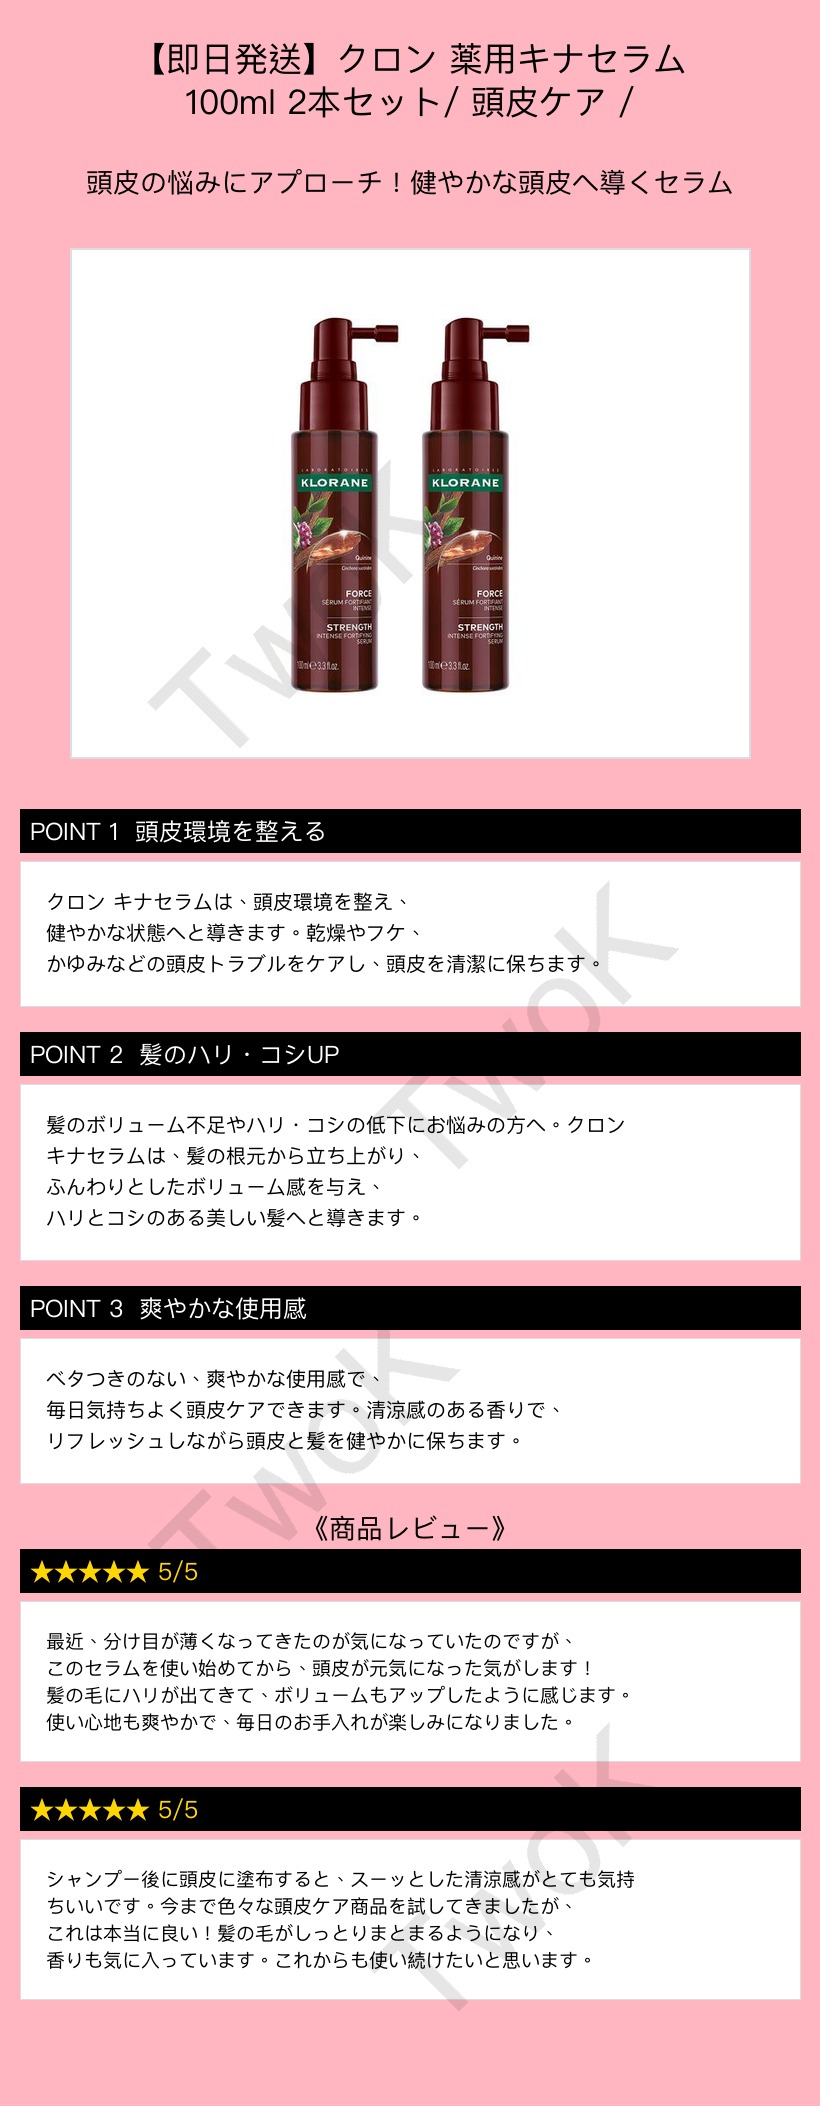 【即日発送】クロン 薬用キナセラム
100ml 2本セット/ 頭皮ケア /
頭皮の悩みにアプローチ！健やかな頭皮へ導くセラム
LABORATOIRES LABORATOIRES
KLORANE KLORANE
Quinine Quinine
FORCE FORCE
SÉRUM FORTIFIANT SÉRUM FORTIFIANT
INTENSE INTENSE
STRENGTH STRENGTH
INTENSE FORTIFYING INTENSE FORTIFYING
SERUM SERUM
100 ml℮3.3 fl.oz. 100 ml℮3.3 fl.oz.
TwoK
POINT 1 頭皮環境を整える
クロン キナセラムは、頭皮環境を整え、
健やかな状態へと導きます。乾燥やフケ、
かゆみなどの頭皮トラブルをケアし、頭皮を清潔に保ちます。
TwoK
POINT 2 髪のハリ・コシUP
髪のボリューム不足やハリ・コシの低下にお悩みの方へ。クロン
キナセラムは、髪の根元から立ち上がり、
ふんわりとしたボリューム感を与え、
ハリとコシのある美しい髪へと導きます。
POINT 3 爽やかな使用感
ベタつきのない、爽やかな使用感で、
毎日気持ちよく頭皮ケアできます。清涼感のある香りで、
リフレッシュしながら頭皮と髪を健やかに保ちます。
TwoK
《商品レビュー》
★★★★★ 5/5
最近、分け目が薄くなってきたのが気になっていたのですが、
このセラムを使い始めてから、頭皮が元気になった気がします！
髪の毛にハリが出てきて、ボリュームもアップしたように感じます。
使い心地も爽やかで、毎日のお手入れが楽しみになりました。
★★★★★ 5/5
シャンプー後に頭皮に塗布すると、スーッとした清涼感がとても気持
ちいいです。今まで色々な頭皮ケア商品を試してきましたが、
これは本当に良い！髪の毛がしっとりまとまるようになり、
香りも気に入っています。これからも使い続けたいと思います。
TwoK